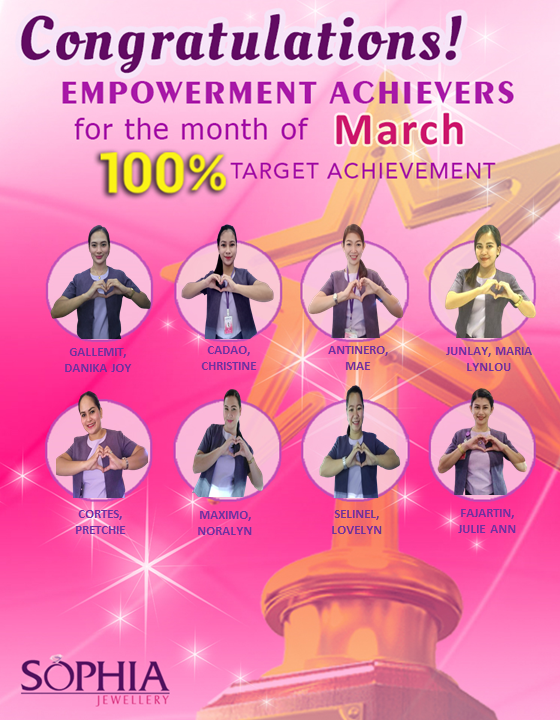 Congratulations!
EMPOWERMENT ACHIEVERS
for the month of March
100% TARGET ACHIEVEMENT
GALLEMIT,
DANIKA JOY
CADAO,
CHRISTINE
ANTINERO,
MAE
JUNLAY, MARIA
LYNLOU
CORTES,
PRETCHIE
MAXIMO,
NORALYN
SELINEL,
LOVELYN
FAJARTIN,
JULIE ANN
SOPHIA
JEWELLERY